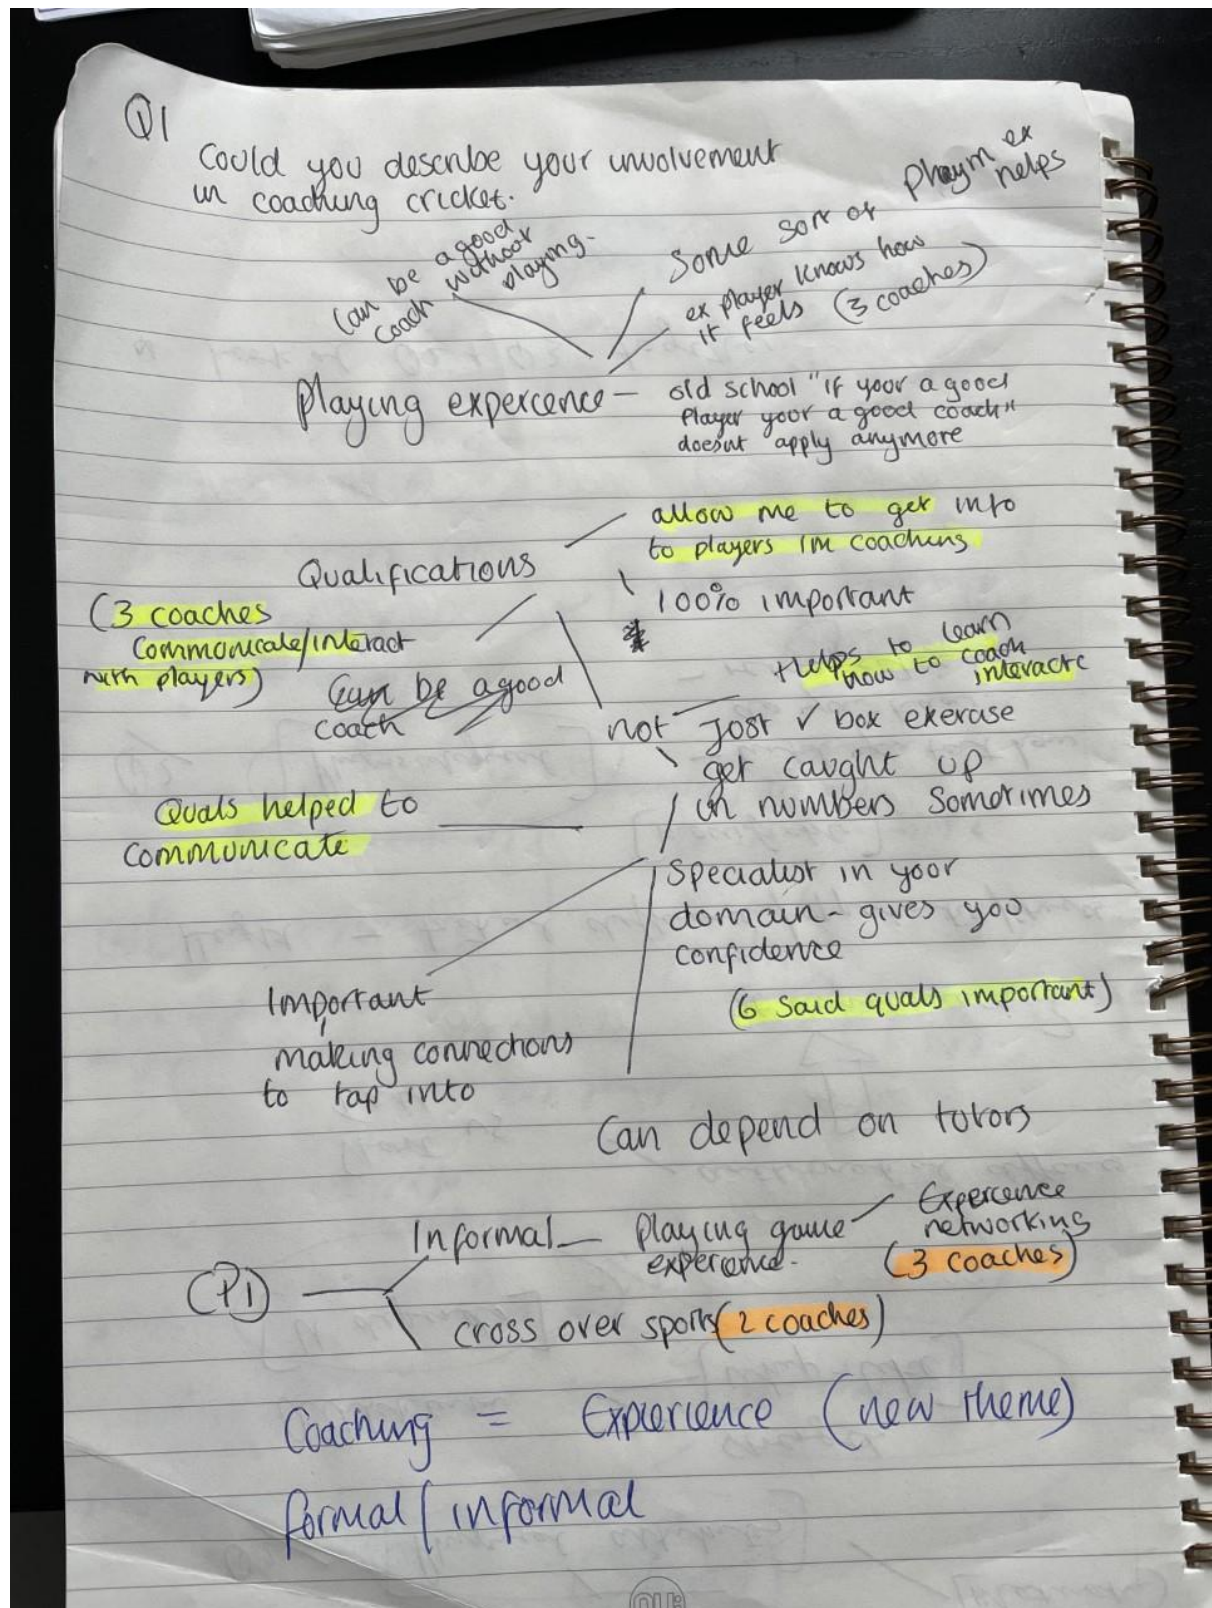 Q1
Could you describe your involvement
in coaching cricket.
Can be a good
coach without
playing.
Some sort of playin ex
helps
ex player knows how
it feels (3 coaches)
Playing experence
old school "if your a good
Player your a good coach"
doesnt apply anymore
Qualifications
allow me to get info
to players im coaching
100% important
(3 coaches
Communicate/interact
with players)
Can be a good
coach
Helps to learn
how to coach
interact
not Just ✓ box exercise
get caught up
in numbers Sometimes
Quals helped to
communicate
Specialist in your
domain - gives you
confidence
(6 said quals important)
Important
making connections
to tap into
Can depend on tutors
(P1)
Informal
Playing game
experience.
Experence
networking
(3 coaches)
cross over sports (2 coaches)
Coaching = Experience (new theme)
formal/informal